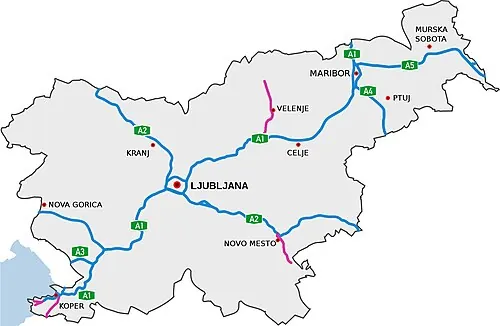 MURSKA
SOBOTA
A1
A5
MARIBOR
A4
PTUJ
VELENJE
A2
A1
KRANJ
CELJE
LJUBLJANA
NOVA GORICA
A1
A2
NOVO MESTO
A3
A1
KOPER